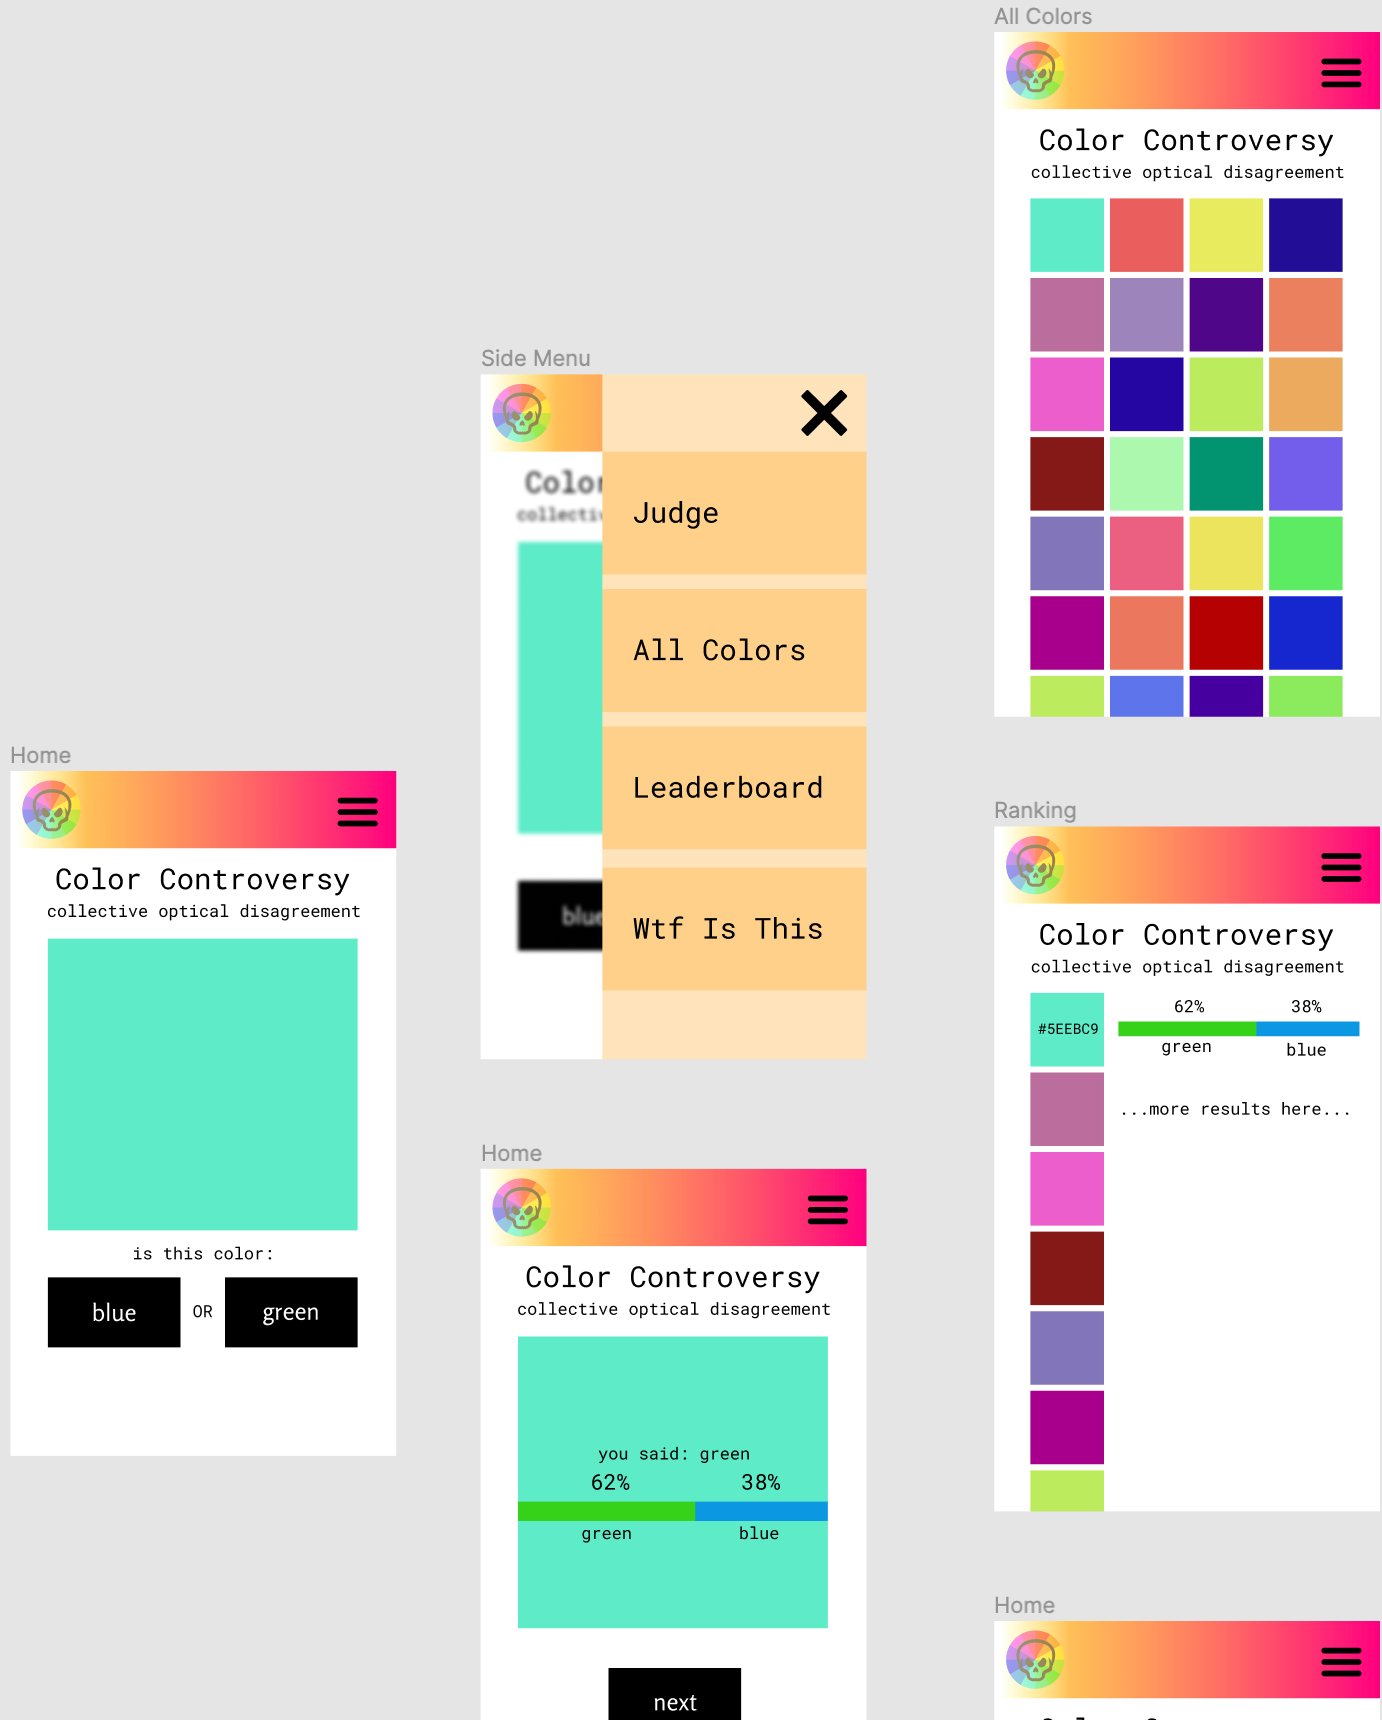 All Colors
Color Controversy
collective optical disagreement
Side Menu
Color
collectiv
blue
Judge
All Colors
Leaderboard
Wtf Is This
Home
Color Controversy
collective optical disagreement
is this color:
blue OR green
Ranking
Color Controversy
collective optical disagreement
#5EEBC9
62% 38%
green blue
...more results here...
Home
Color Controversy
collective optical disagreement
you said: green
62% 38%
green blue
next
Home